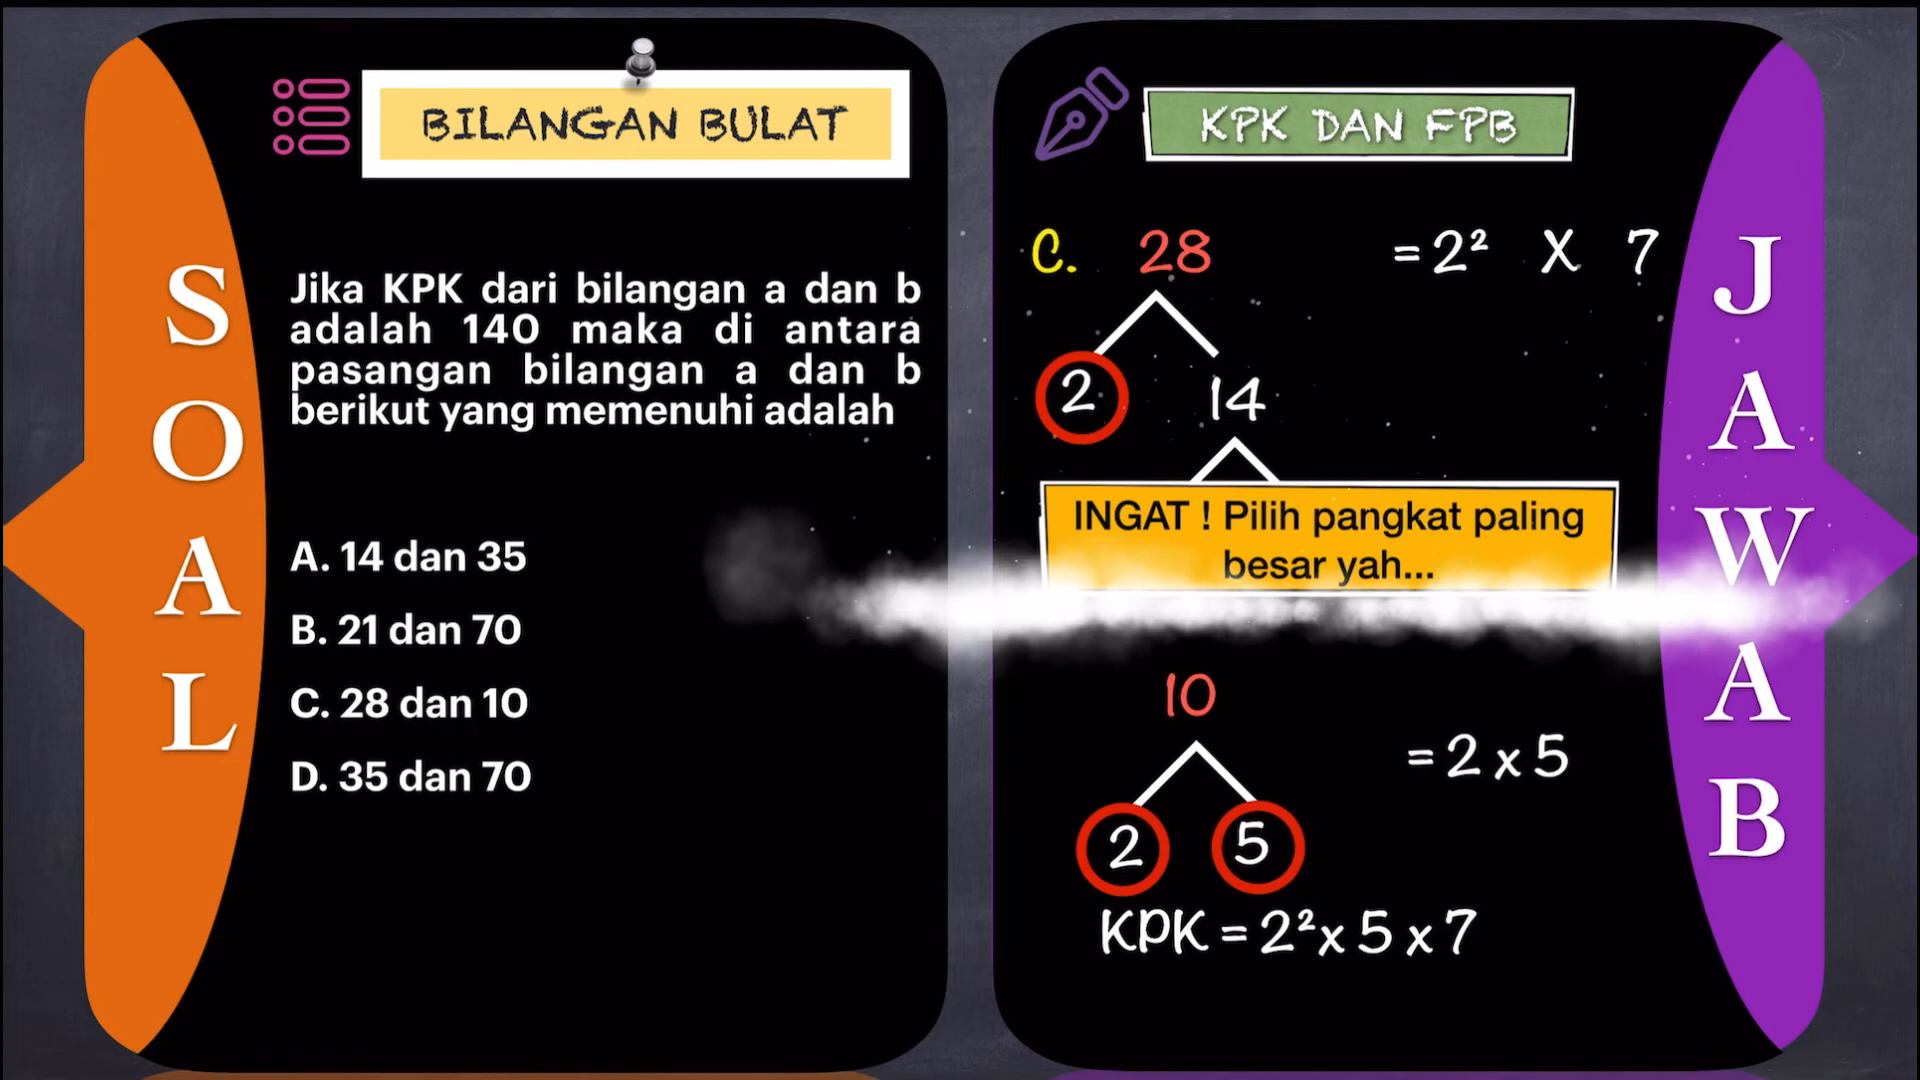 SOAL
BILANGAN BULAT
Jika KPK dari bilangan a dan b
adalah 140 maka di antara
pasangan bilangan a dan b
berikut yang memenuhi adalah
A. 14 dan 35
B. 21 dan 70
C. 28 dan 10
D. 35 dan 70
KPK DAN FPB
C. 28 = 2² X 7
2 14
INGAT ! Pilih pangkat paling
besar yah...
10
= 2 x 5
2 5
KPK = 2² x 5 x 7
JAWAB